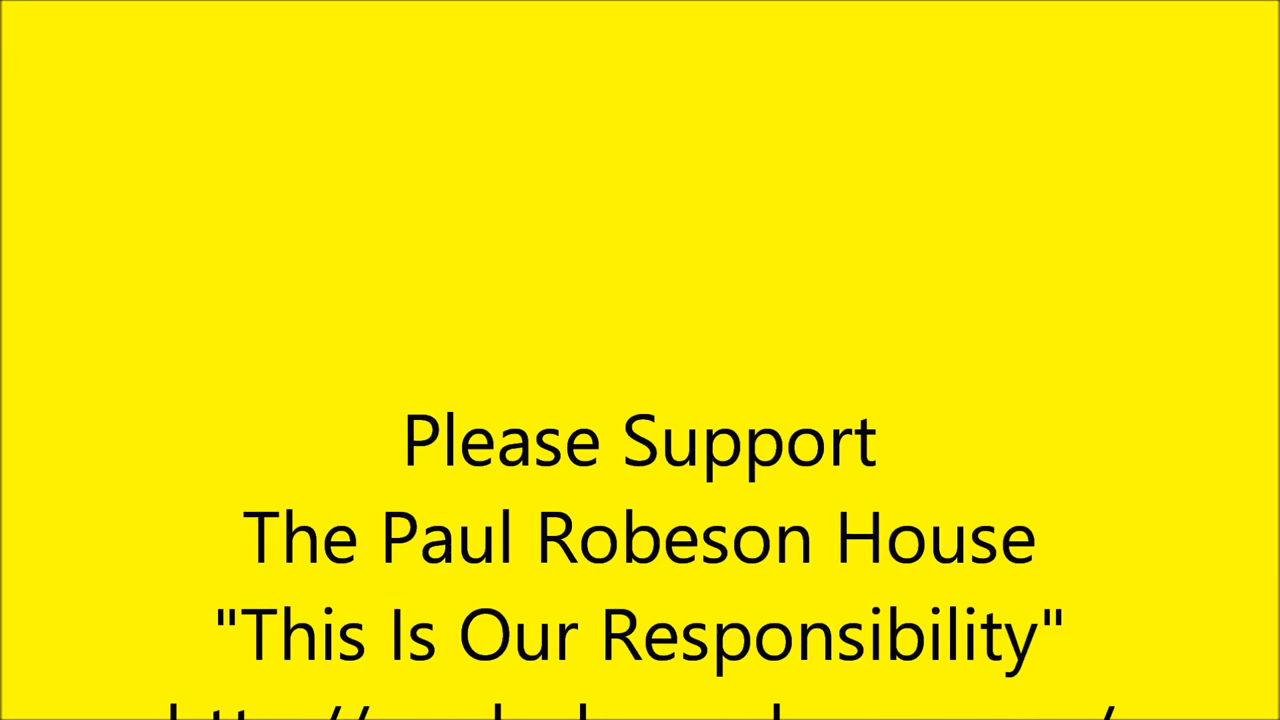 Please Support
The Paul Robeson House
"This Is Our Responsibility"